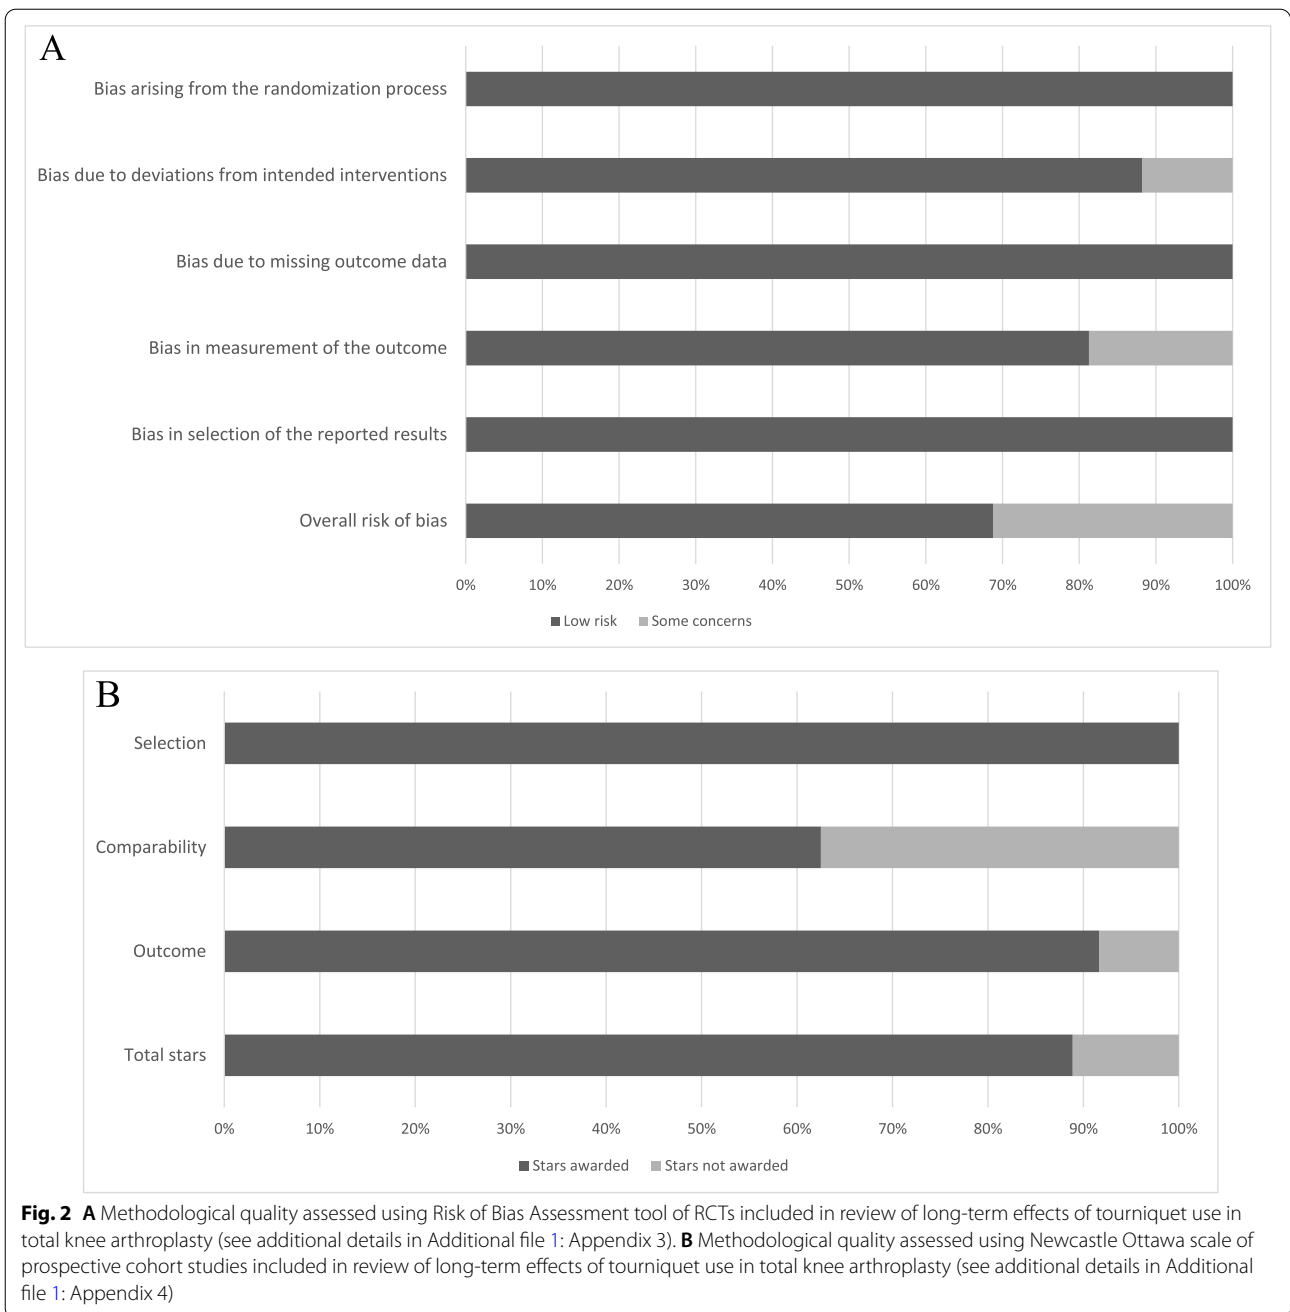 A
Bias arising from the randomization process
Bias due to deviations from intended interventions
Bias due to missing outcome data
Bias in measurement of the outcome
Bias in selection of the reported results
Overall risk of bias
0% 10% 20% 30% 40% 50% 60% 70% 80% 90% 100%
Low risk Some concerns
B
Selection
Comparability
Outcome
Total stars
0% 10% 20% 30% 40% 50% 60% 70% 80% 90% 100%
Stars awarded Stars not awarded
Fig. 2 A Methodological quality assessed using Risk of Bias Assessment tool of RCTs included in review of long-term effects of tourniquet use in
total knee arthroplasty (see additional details in Additional file 1: Appendix 3). B Methodological quality assessed using Newcastle Ottawa scale of
prospective cohort studies included in review of long-term effects of tourniquet use in total knee arthroplasty (see additional details in Additional
file 1: Appendix 4)